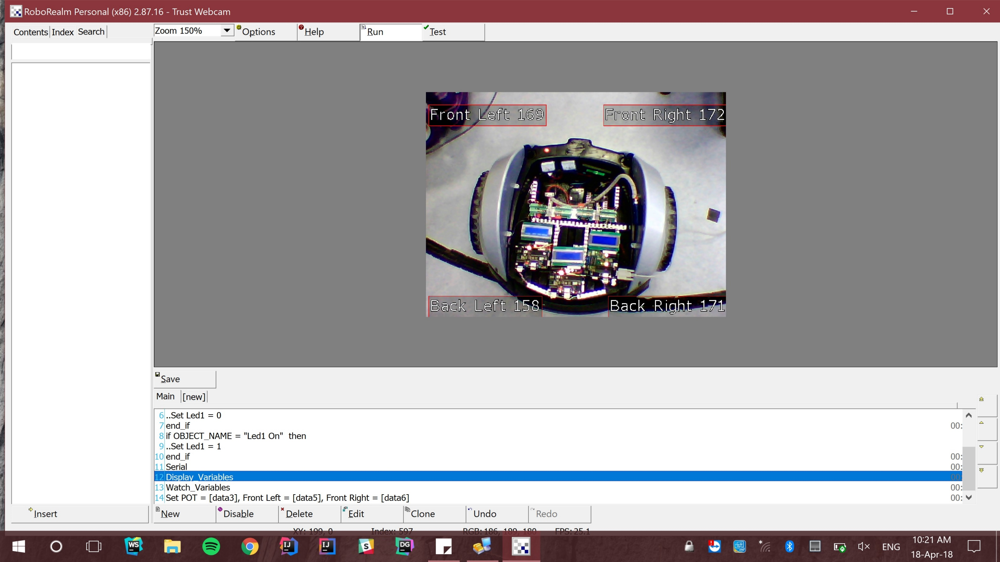 RoboRealm Personal (x86) 2.87.16 - Trust Webcam
Contents Index Search
Zoom 150% Options Help Run Test
Front Left 169 Front Right 172
Back Left 158 Back Right 171
Save
Main [new]
6 ..Set Led1 = 0
7 end_if 00:
8 if OBJECT_NAME = "Led1 On" then
9 ..Set Led1 = 1
10 end_if 00:
11 Serial 00:
12 Display_Variables 00:
13 Watch_Variables 00:
14 Set POT = [data3], Front Left = [data5], Front Right = [data6] 00:
Insert New Disable Delete Edit Clone Undo Redo
XY: 199, 0 Index: 597 RGB: 186, 189, 180 FPS: 25.1
WS IJ IJ S DG ENG 10:21 AM
18-Apr-18